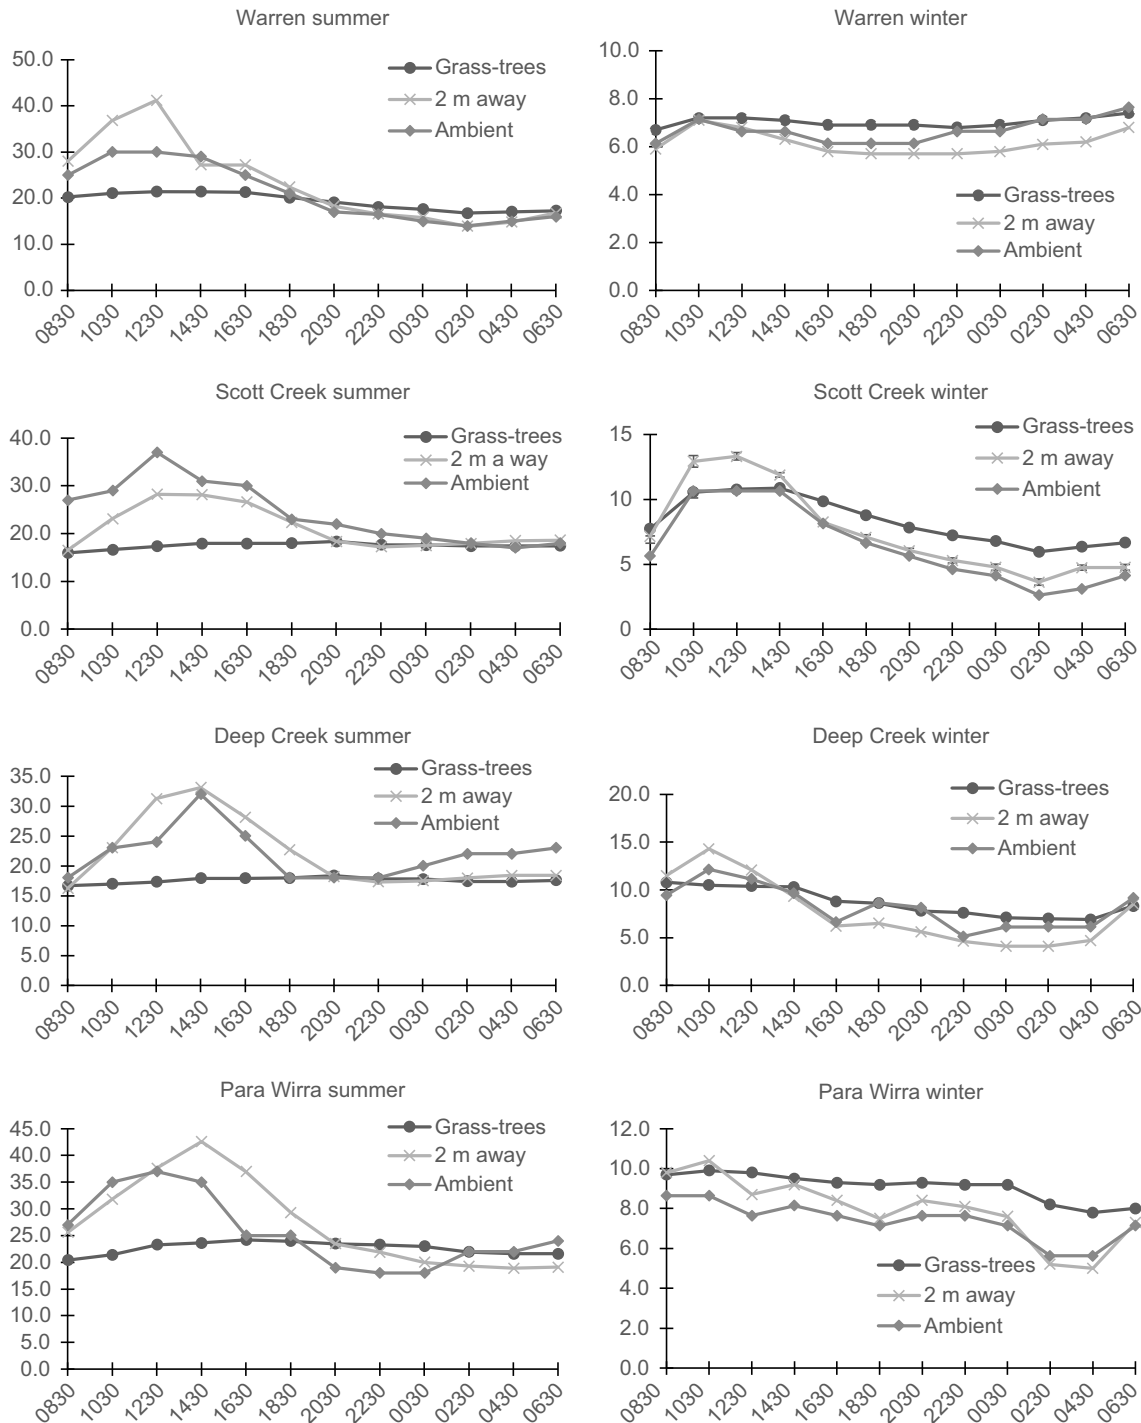 Warren summer
50.0
40.0
30.0
20.0
10.0
0.0
Grass-trees
2 m away
Ambient
0830 1030 1230 1430 1630 1830 2030 2230 0030 0230 0430 0630
Warren winter
10.0
8.0
6.0
4.0
2.0
0.0
Grass-trees
2 m away
Ambient
0830 1030 1230 1430 1630 1830 2030 2230 0030 0230 0430 0630
Scott Creek summer
40.0
30.0
20.0
10.0
0.0
Grass-trees
2 m a way
Ambient
0830 1030 1230 1430 1630 1830 2030 2230 0030 0230 0430 0630
Scott Creek winter
15
10
5
0
Grass-trees
2 m away
Ambient
0830 1030 1230 1430 1630 1830 2030 2230 0030 0230 0430 0630
Deep Creek summer
35.0
30.0
25.0
20.0
15.0
10.0
5.0
0.0
Grass-trees
2 m away
Ambient
0830 1030 1230 1430 1630 1830 2030 2230 0030 0230 0430 0630
Deep Creek winter
20.0
15.0
10.0
5.0
0.0
Grass-trees
2 m away
Ambient
0830 1030 1230 1430 1630 1830 2030 2230 0030 0230 0430 0630
Para Wirra summer
45.0
40.0
35.0
30.0
25.0
20.0
15.0
10.0
5.0
0.0
Grass-trees
2 m away
Ambient
0830 1030 1230 1430 1630 1830 2030 2230 0030 0230 0430 0630
Para Wirra winter
12.0
10.0
8.0
6.0
4.0
2.0
0.0
Grass-trees
2 m away
Ambient
0830 1030 1230 1430 1630 1830 2030 2230 0030 0230 0430 0630